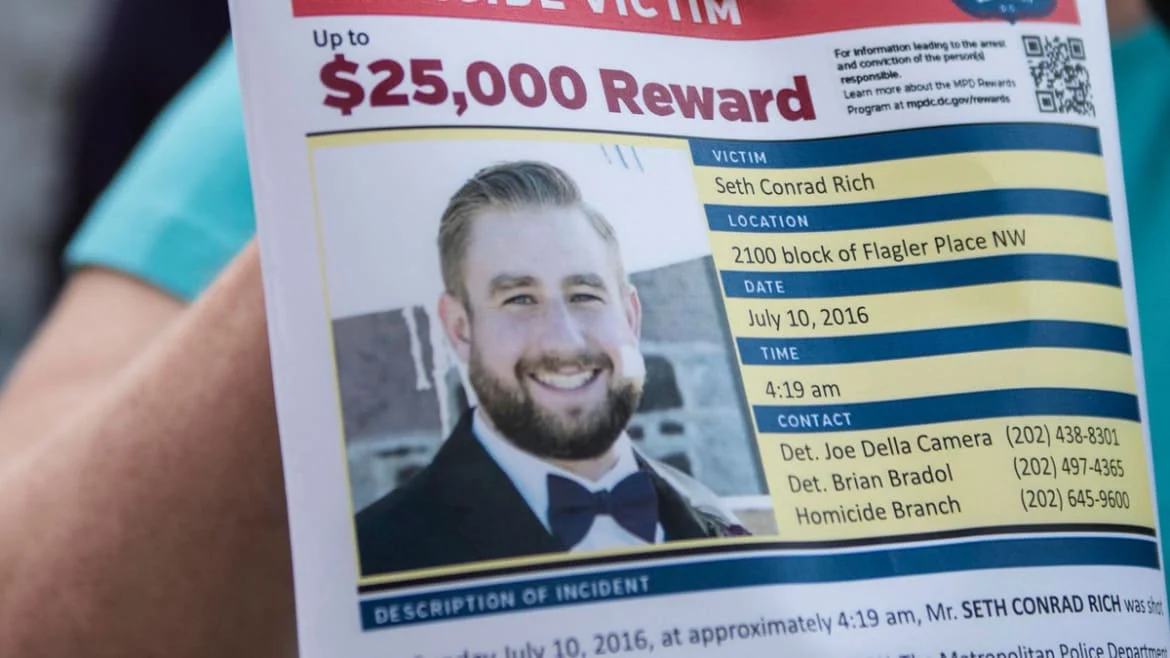 VICTIM
Up to
$25,000 Reward
For information leading to the arrest
and conviction of the person(s)
responsible.
Learn more about the MPD Rewards
Program at mpdc.dc.gov/rewards
VICTIM
Seth Conrad Rich
LOCATION
2100 block of Flagler Place NW
DATE
July 10, 2016
TIME
4:19 am
CONTACT
Det. Joe Della Camera (202) 438-8301
Det. Brian Bradol (202) 497-4365
Homicide Branch (202) 645-9600
DESCRIPTION OF INCIDENT
July 10, 2016, at approximately 4:19 am, Mr. SETH CONRAD RICH was
Metropolitan Police